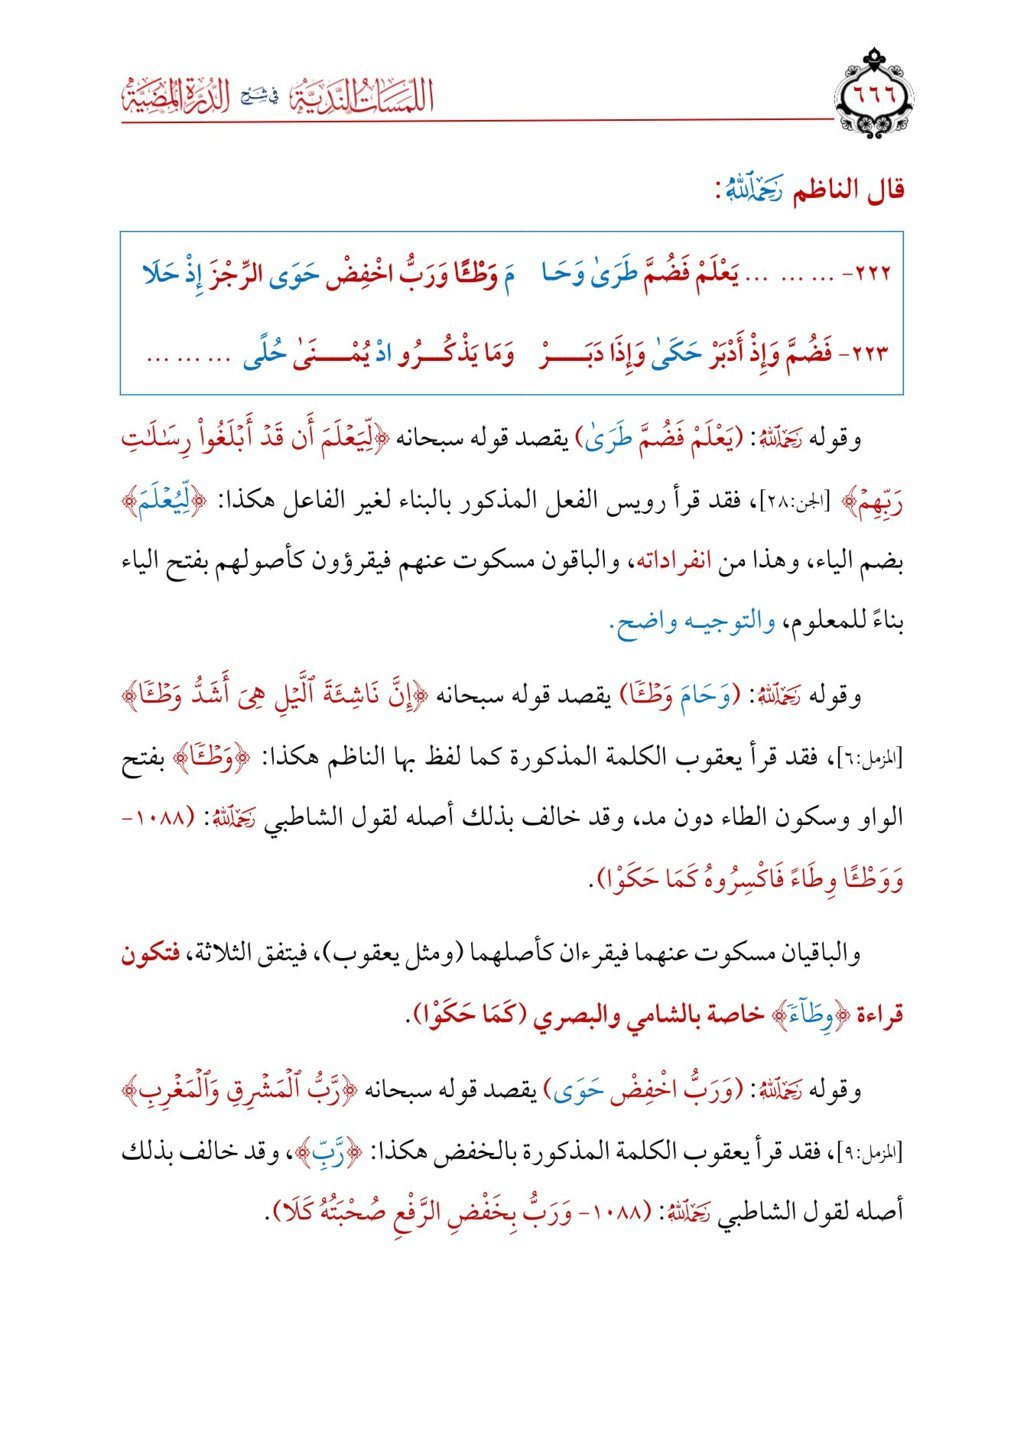 اللمسات الندية في شرح الدرة المضية
٦٦٦
قال الناظم رَحِمَهُ ٱللَّهُ:
٢٢٢- ... ... ... يَعْلَمْ فَضُمَّ طَرَىٰ وَحَـا مَ وَطْـًٔا وَرَبُّ اخْفِضْ حَوَى الرِّجْزَ إِذْ حَلَا
٢٢٣- فَضُمَّ وَإِذْ أَدْبَرْ حَكَىٰ وَإِذَا دَبَـــــرْ وَمَا يَذْكُـــرُو ادْ يُمْـــنَىٰ حُلًى ... ... ...
وقوله رَحِمَهُ ٱللَّهُ: (يَعْلَمْ فَضُمَّ طَرَىٰ) يقصد قوله سبحانه ﴿لِّيَعْلَمَ أَن قَدْ أَبْلَغُوا۟ رِسَـٰلَـٰتِ
رَبِّهِمْ﴾ [الجن:٢٨]، فقد قرأ رويس الفعل المذكور بالبناء لغير الفاعل هكذا: ﴿لِّيُعْلَمَ﴾
بضم الياء، وهذا من انفراداته، والباقون مسكوت عنهم فيقرؤون كأصولهم بفتح الياء
بناءً للمعلوم، والتوجيـه واضح.
وقوله رَحِمَهُ ٱللَّهُ: (وَحَامَ وَطْـًٔا) يقصد قوله سبحانه ﴿إِنَّ نَاشِئَةَ ٱلَّيْلِ هِىَ أَشَدُّ وَطْـًٔا﴾
[المزمل:٦]، فقد قرأ يعقوب الكلمة المذكورة كما لفظ بها الناظم هكذا: ﴿وَطْـًٔا﴾ بفتح
الواو وسكون الطاء دون مد، وقد خالف بذلك أصله لقول الشاطبي رَحِمَهُ ٱللَّهُ: (١٠٨٨-
وَوَطْـًٔا وِطَاءً فَاكْسِرُوهُ كَمَا حَكَوْا).
والباقيان مسكوت عنهما فيقرءان كأصلهما (ومثل يعقوب)، فيتفق الثلاثة، فتكون
قراءة ﴿وِطَآءً﴾ خاصة بالشامي والبصري (كَمَا حَكَوْا).
وقوله رَحِمَهُ ٱللَّهُ: (وَرَبُّ اخْفِضْ حَوَى) يقصد قوله سبحانه ﴿رَّبُّ ٱلْمَشْرِقِ وَٱلْمَغْرِبِ﴾
[المزمل:٩]، فقد قرأ يعقوب الكلمة المذكورة بالخفض هكذا: ﴿رَّبِّ﴾، وقد خالف بذلك
أصله لقول الشاطبي رَحِمَهُ ٱللَّهُ: (١٠٨٨- وَرَبُّ بِخَفْضِ الرَّفْعِ صُحْبَتُهُ كَلَا).